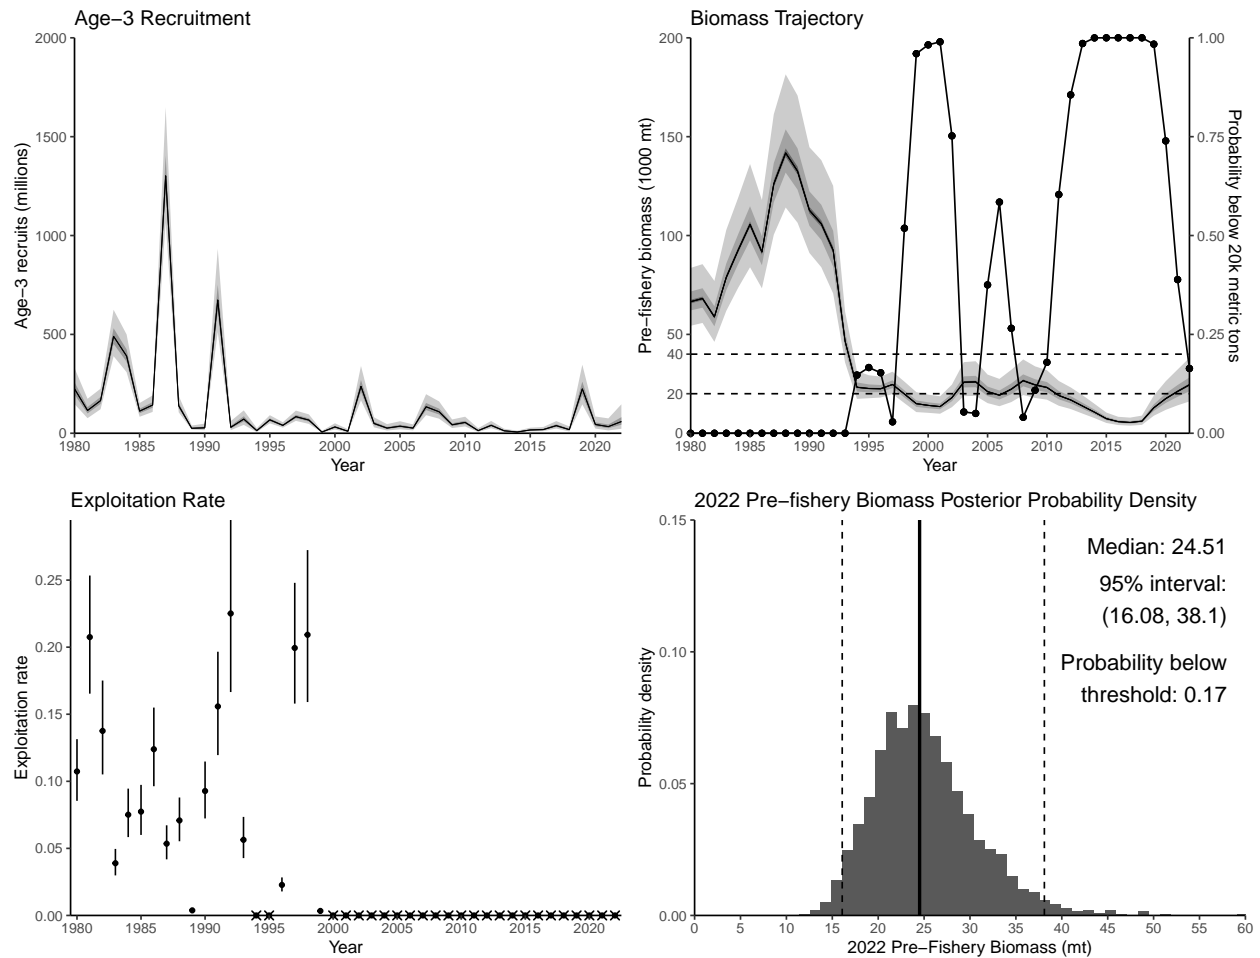 Age−3 Recruitment
2000
1500
1000
500
0
Age−3 recruits (millions)
1980 1985 1990 1995 2000 2005 2010 2015 2020
Year
Biomass Trajectory
200
150
100
50
40
20
0
Pre−fishery biomass (1000 mt)
1.00
0.75
0.50
0.25
0.00
Probability below 20k metric tons
1980 1985 1990 1995 2000 2005 2010 2015 2020
Year
Exploitation Rate
0.25
0.20
0.15
0.10
0.05
0.00
Exploitation rate
1980 1985 1990 1995 2000 2005 2010 2015 2020
Year
2022 Pre−fishery Biomass Posterior Probability Density
0.15
0.10
0.05
0.00
Probability density
Median: 24.51
95% interval:
(16.08, 38.1)
Probability below
threshold: 0.17
0 5 10 15 20 25 30 35 40 45 50 55 60
2022 Pre−Fishery Biomass (mt)